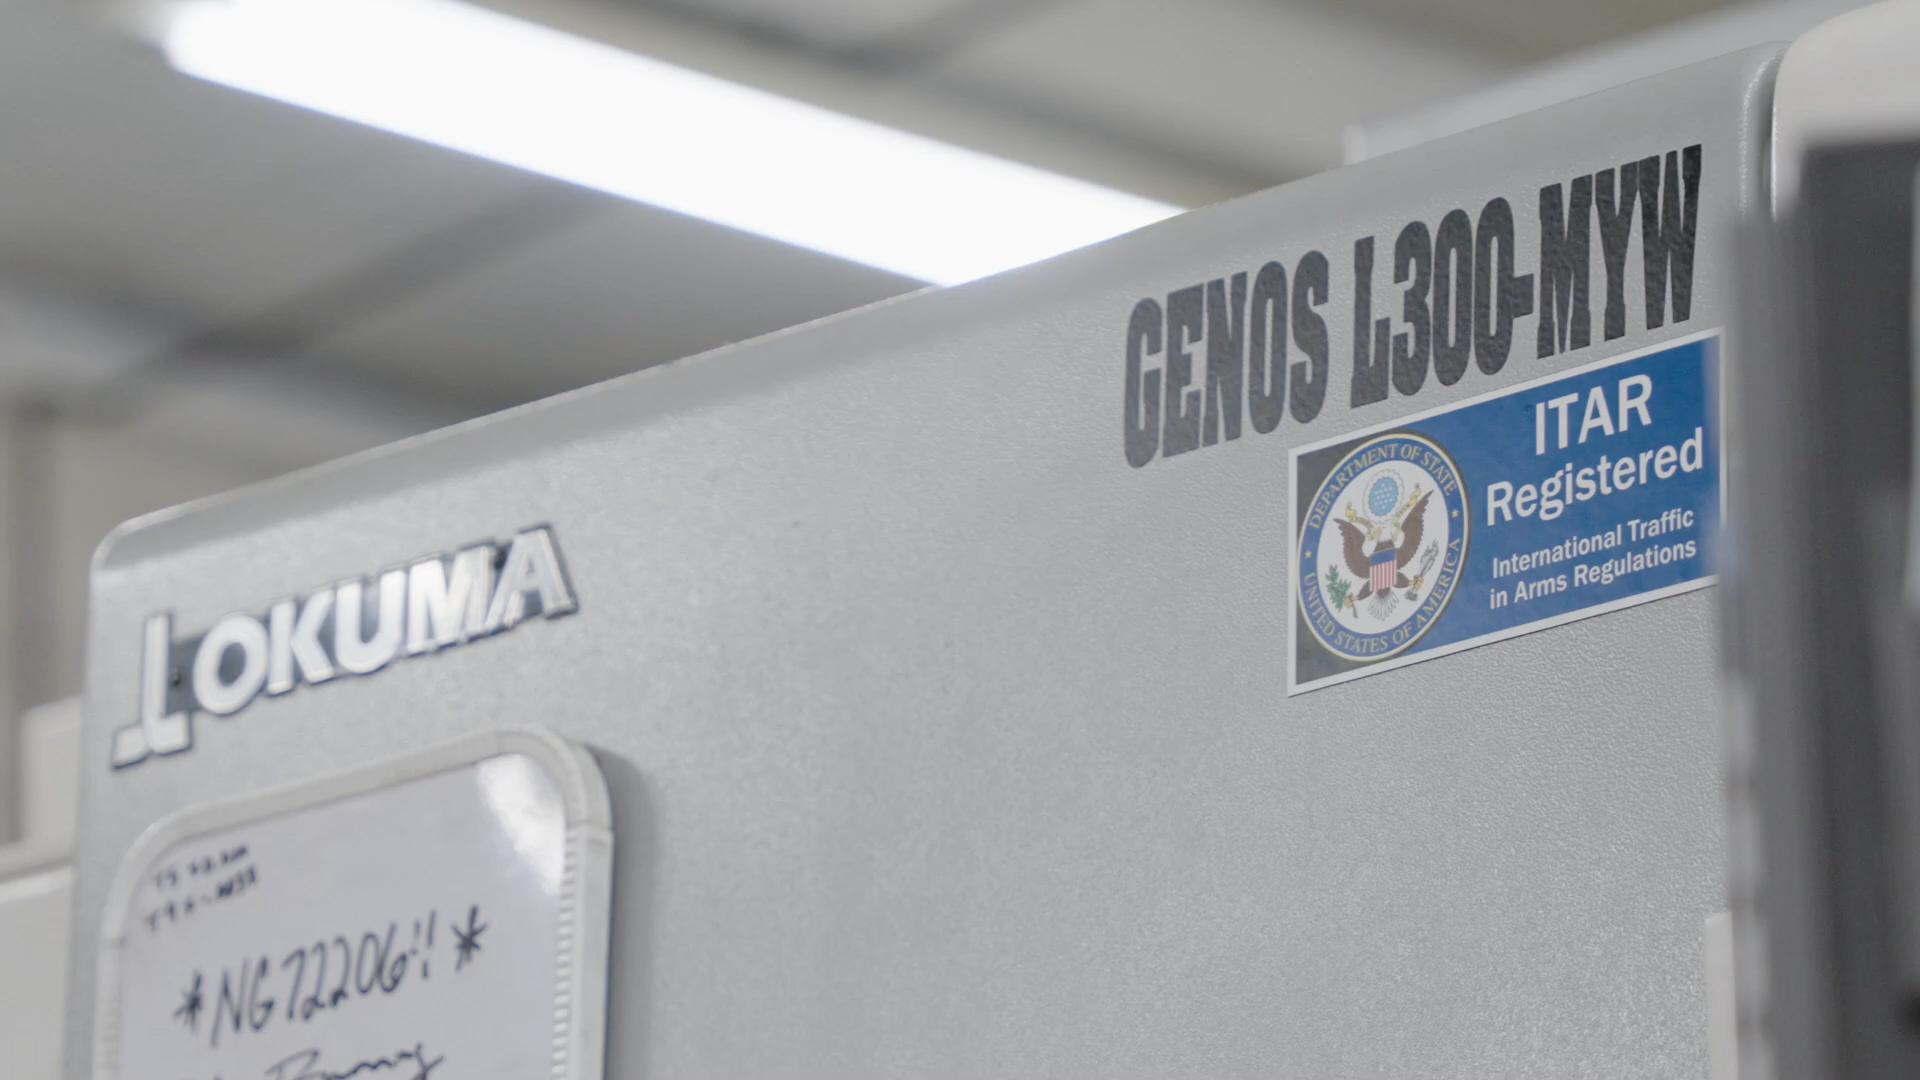 GENOS L300-MYW
ITAR
Registered
International Traffic
in Arms Regulations
DEPARTMENT OF STATE
UNITED STATES OF AMERICA
OKUMA
*NG72206!! *